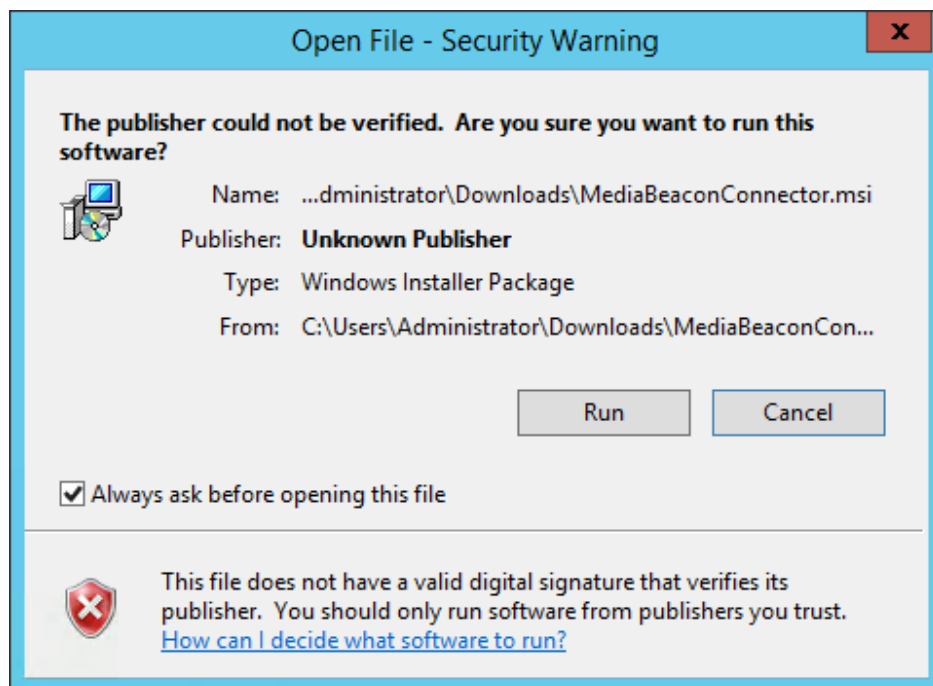 Open File - Security Warning
x
The publisher could not be verified.  Are you sure you want to run this
software?
Name: ...dministrator\Downloads\MediaBeaconConnector.msi
Publisher: Unknown Publisher
Type: Windows Installer Package
From: C:\Users\Administrator\Downloads\MediaBeaconCon...
Run Cancel
Always ask before opening this file
This file does not have a valid digital signature that verifies its
publisher.  You should only run software from publishers you trust.
How can I decide what software to run?